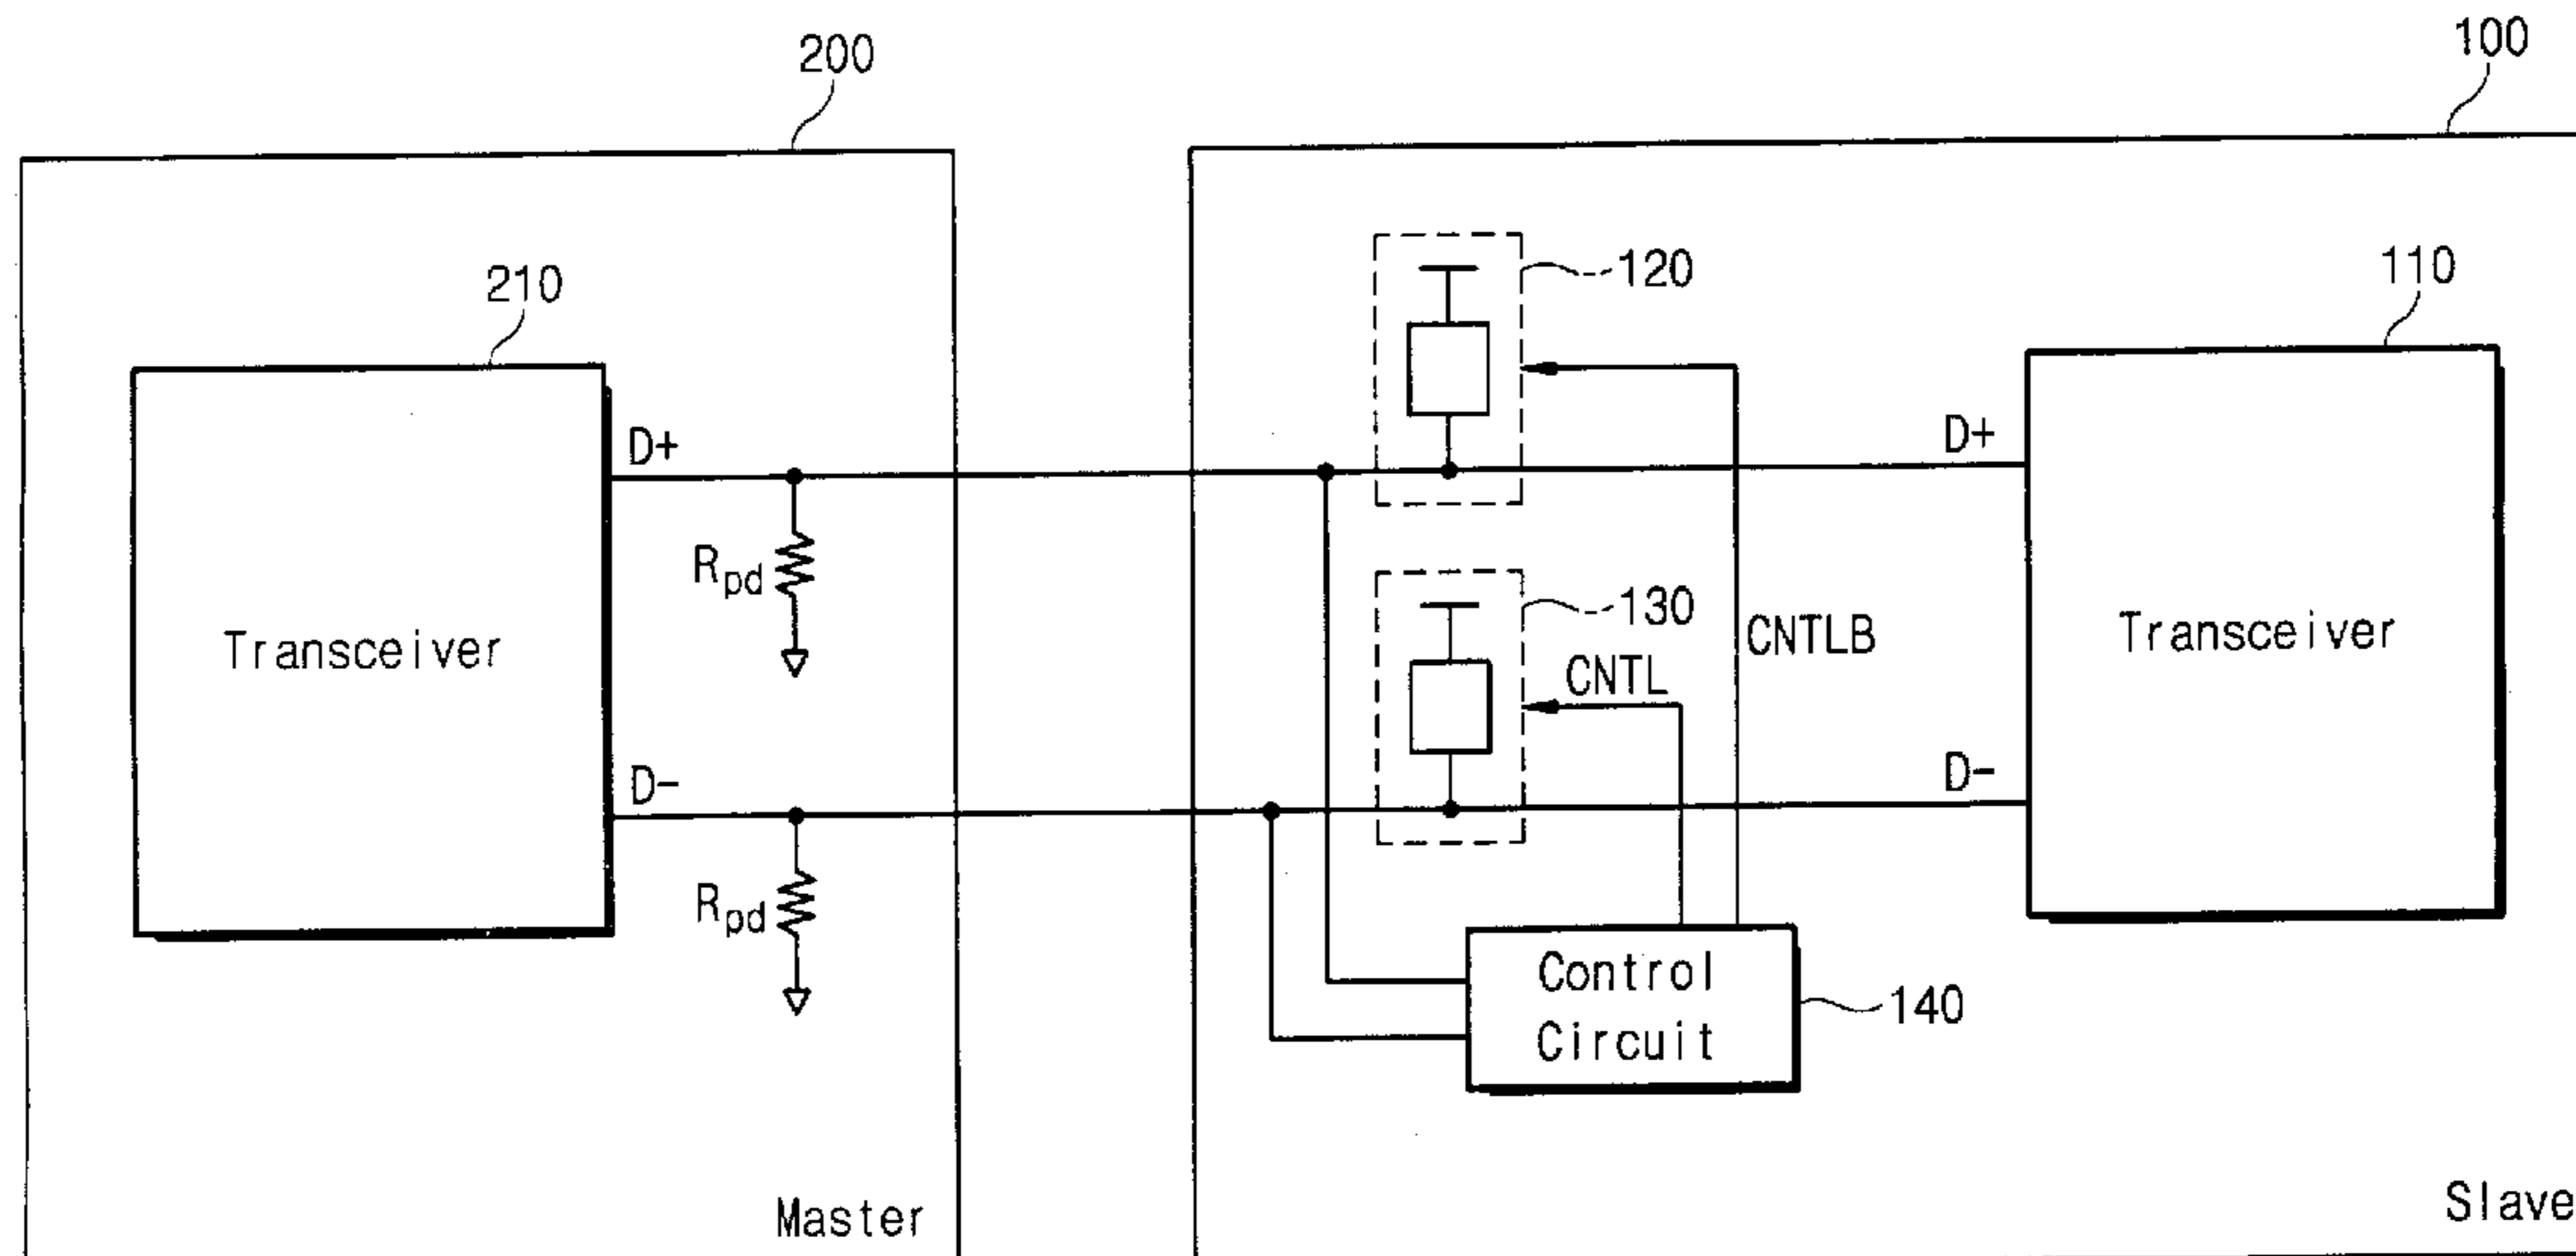 200
100
210
120
110
D+
D+
Rpd
130
Transceiver
CNTLB
Transceiver
CNTL
D-
D-
Rpd
Control
Circuit
140
Master
Slave